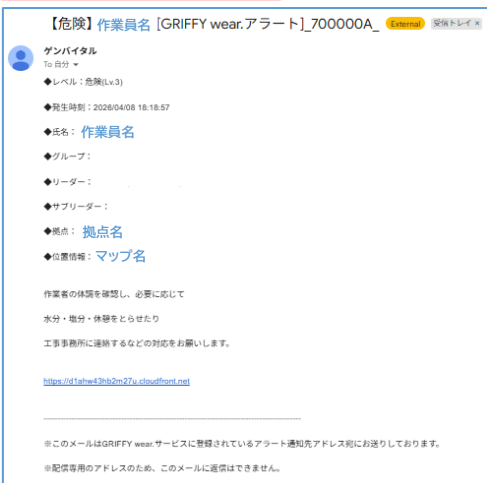 【危険】作業員名 [GRIFFY wear.アラート]_700000A_ External 受信トレイ ×
ゲンバイタル
To 自分
◆レベル：危険(Lv.3)
◆発生時刻：2026/04/08 18:18:57
◆氏名：作業員名
◆グループ：
◆リーダー：
◆サブリーダー：
◆拠点：拠点名
◆位置情報：マップ名
作業者の体調を確認し、必要に応じて
水分・塩分・休憩をとらせたり
工事事務所に連絡するなどの対応をお願いします。
https://d1ahw43hb2m27u.cloudfront.net
※このメールはGRIFFY wear.サービスに登録されているアラート通知先アドレス宛にお送りしております。
※配信専用のアドレスのため、このメールに返信はできません。